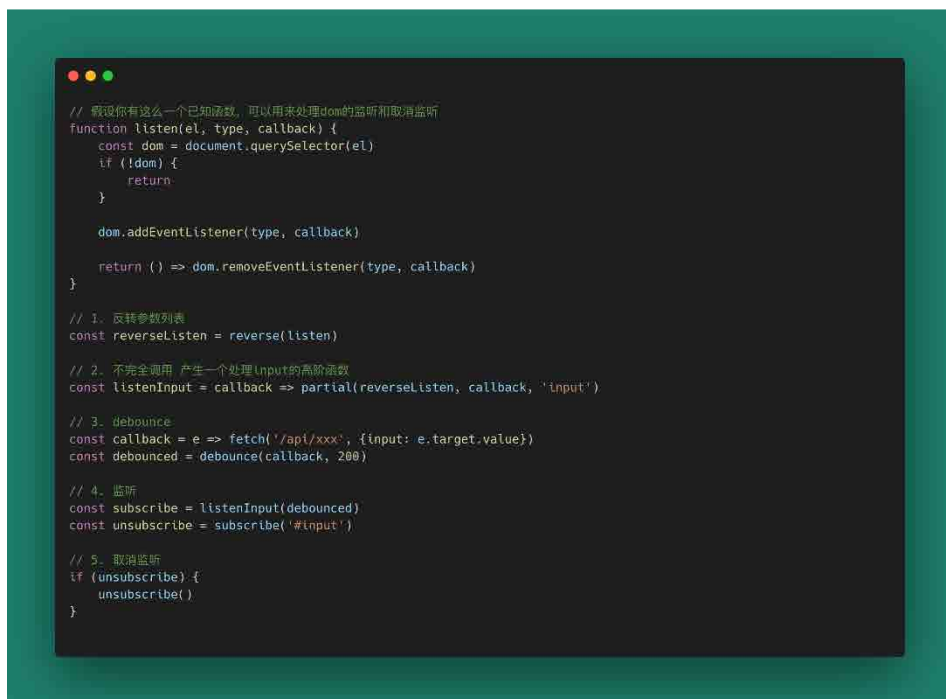 // 假设你有这么一个已知函数，可以用来处理dom的监听和取消监听
function listen(el, type, callback) {
    const dom = document.querySelector(el)
    if (!dom) {
        return
    }
    dom.addEventListener(type, callback)
    return () => dom.removeEventListener(type, callback)
}
// 1. 反转参数列表
const reverseListen = reverse(listen)
// 2. 不完全调用 产生一个处理input的高阶函数
const listenInput = callback => partial(reverseListen, callback, 'input')
// 3. debounce
const callback = e => fetch('/api/xxx', {input: e.target.value})
const debounced = debounce(callback, 200)
// 4. 监听
const subscribe = listenInput(debounced)
const unsubscribe = subscribe('#input')
// 5. 取消监听
if (unsubscribe) {
    unsubscribe()
}